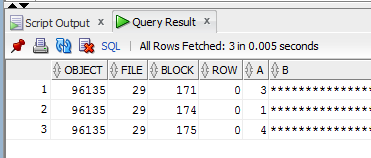 Script Output x Query Result x
SQL | All Rows Fetched: 3 in 0.005 seconds
OBJECT FILE BLOCK ROW A B
1 96135 29 171 0 3 *****************
2 96135 29 174 0 1 *****************
3 96135 29 175 0 4 *****************